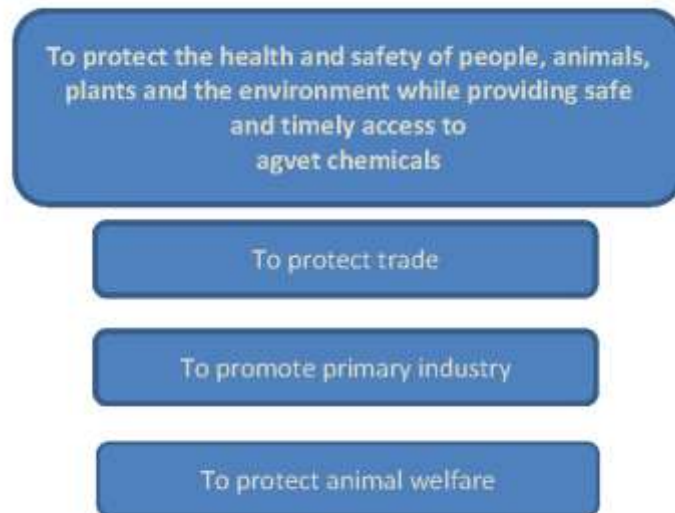 To protect the health and safety of people, animals,
plants and the environment while providing safe
and timely access to
agvet chemicals
To protect trade
To promote primary industry
To protect animal welfare